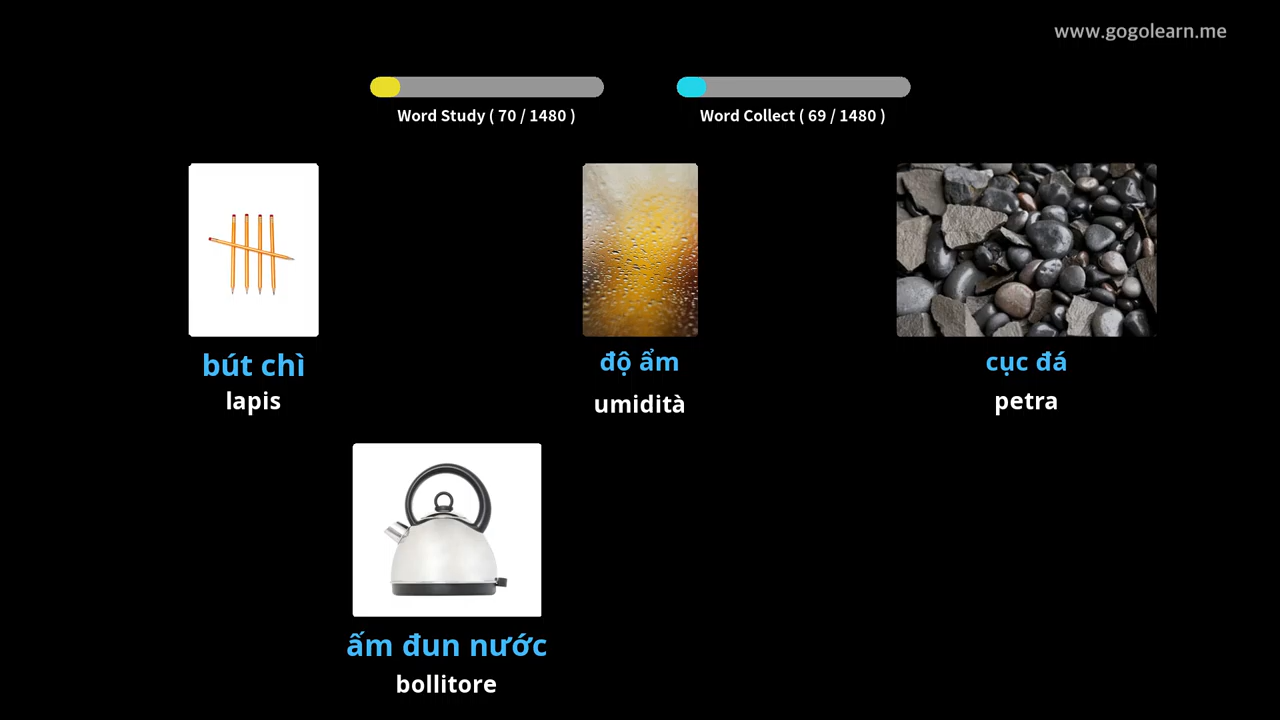 www.gogolearn.me
Word Study ( 70 / 1480 )
Word Collect ( 69 / 1480 )
bút chì
lapis
độ ẩm
umidità
cục đá
petra
ấm đun nước
bollitore